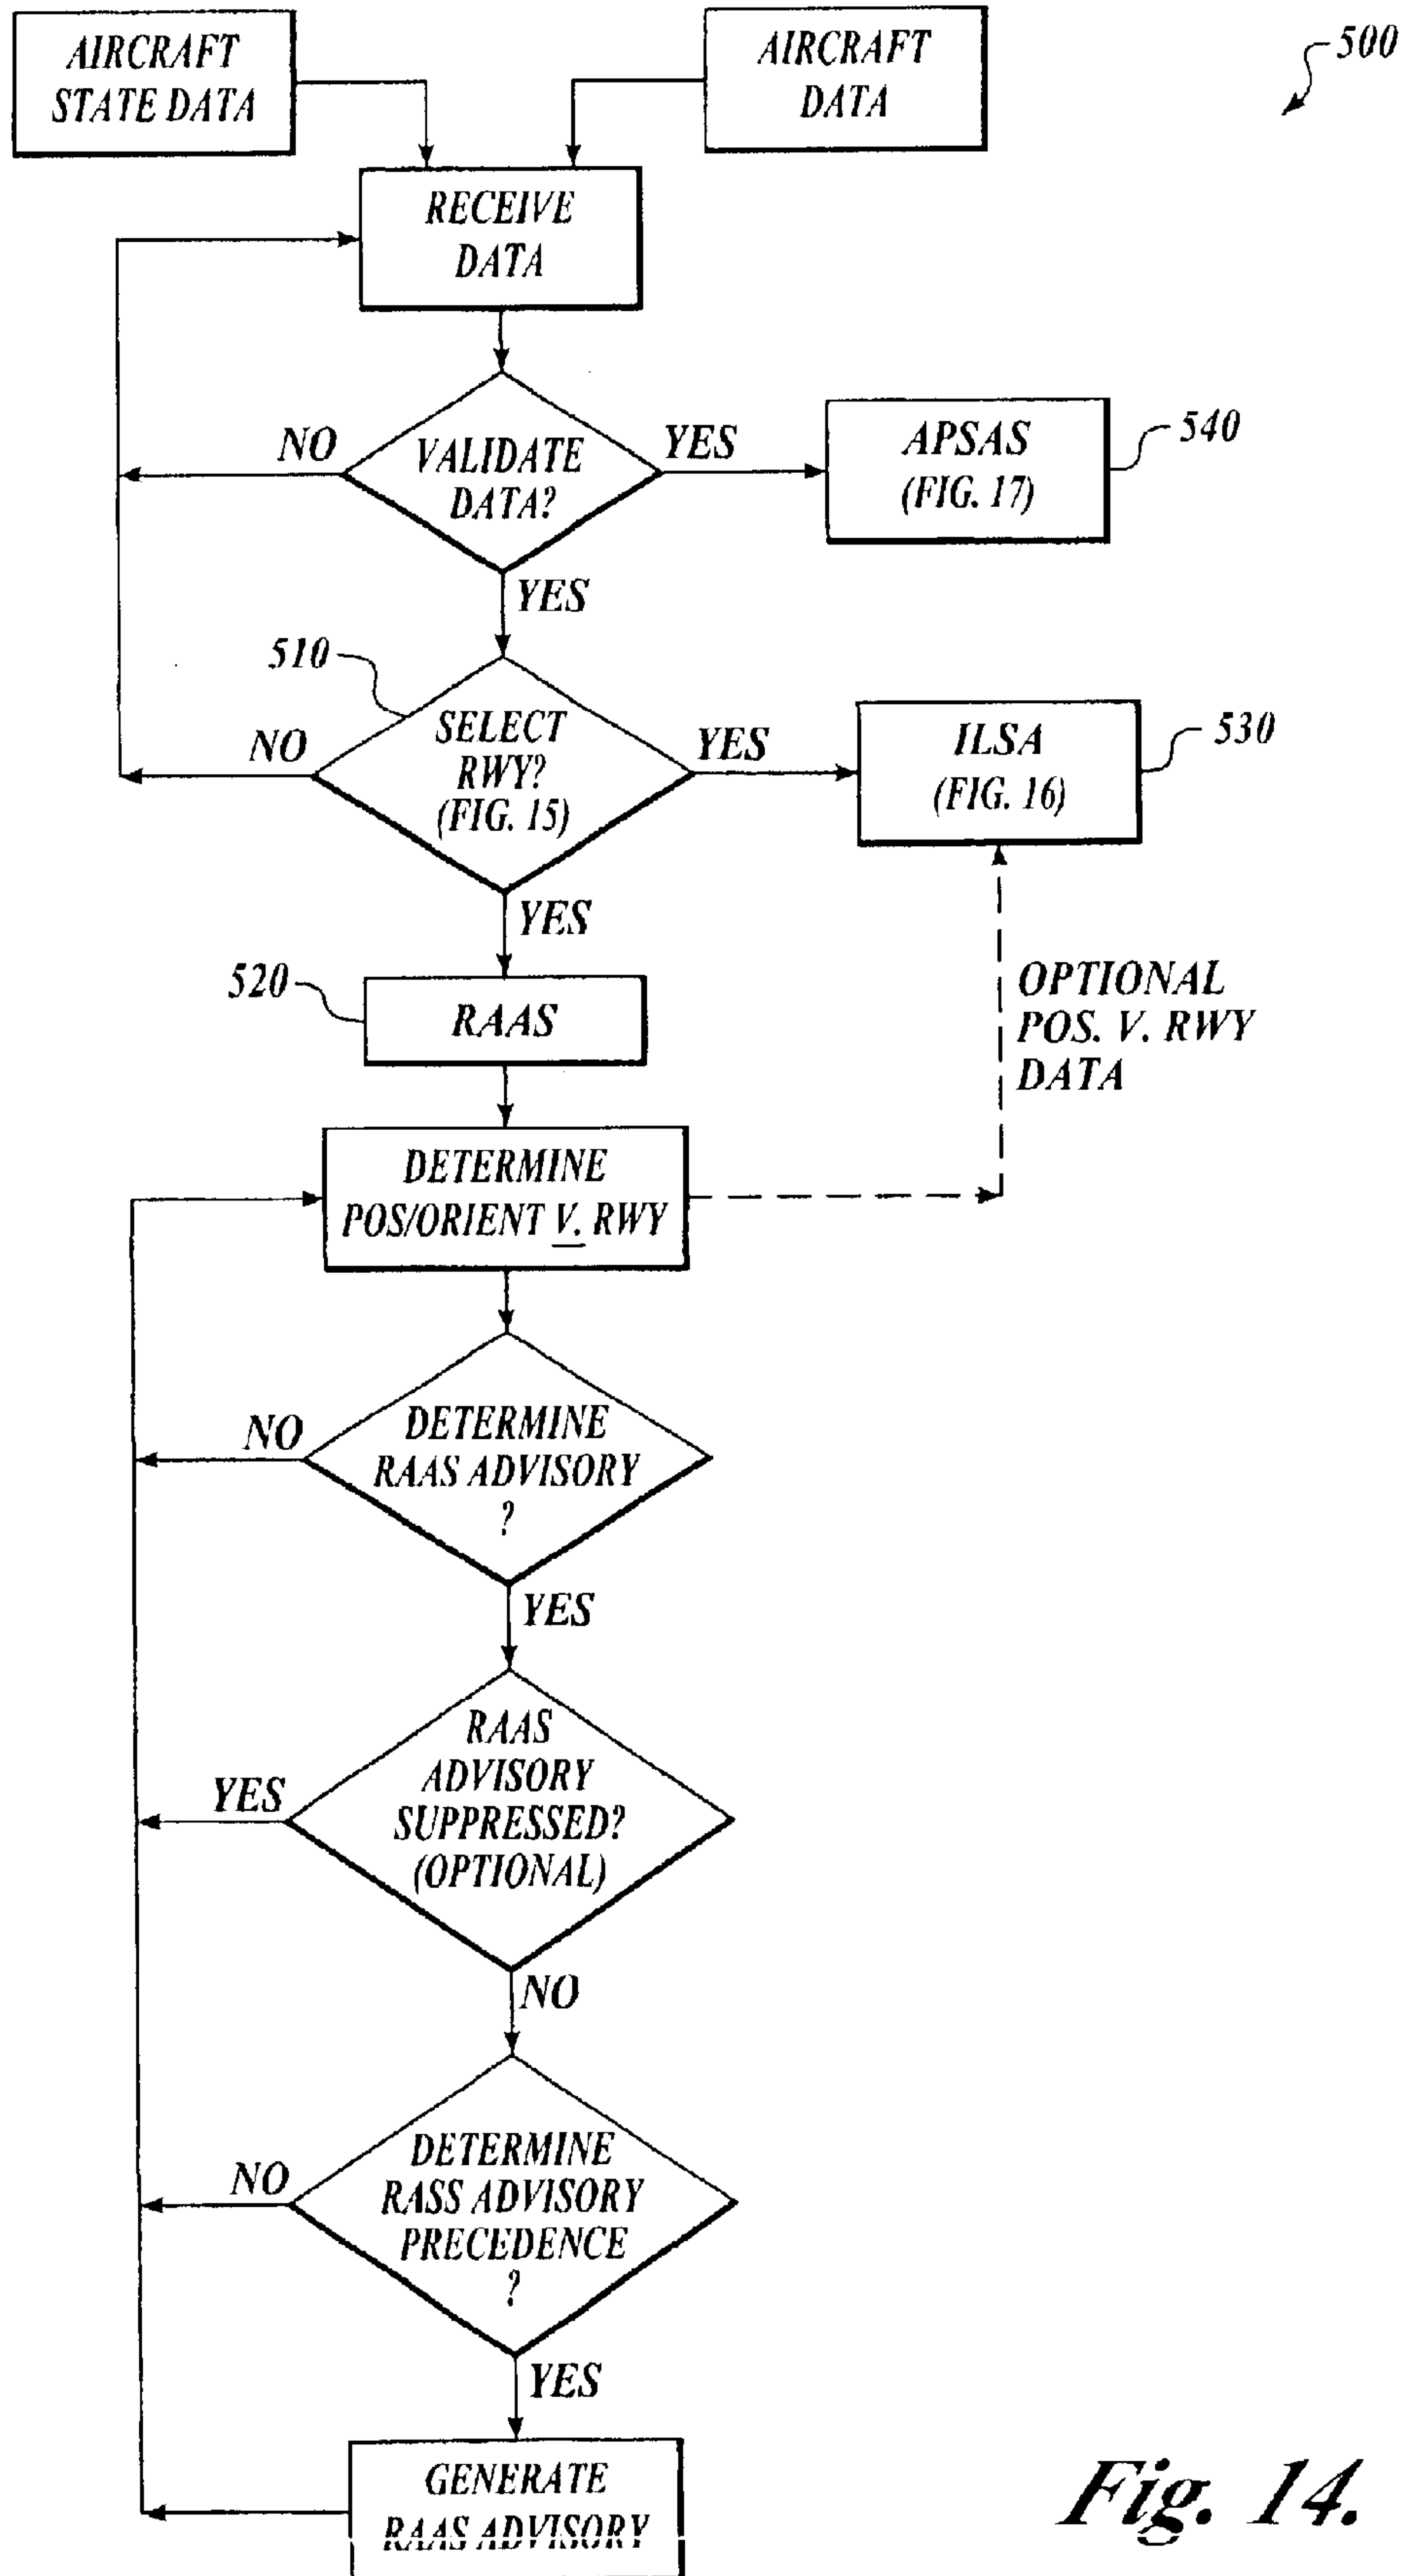 AIRCRAFT
STATE DATA
AIRCRAFT
DATA
500
RECEIVE
DATA
NO
VALIDATE
DATA?
YES
APSAS
(FIG. 17)
540
YES
510
NO
SELECT
RWY?
(FIG. 15)
YES
ILSA
(FIG. 16)
530
YES
520
RAAS
OPTIONAL
POS. V. RWY
DATA
DETERMINE
POS/ORIENT V. RWY
NO
DETERMINE
RAAS ADVISORY
?
YES
RAAS
ADVISORY
SUPPRESSED?
(OPTIONAL)
YES
NO
DETERMINE
RASS ADVISORY
PRECEDENCE
?
NO
YES
GENERATE
RAAS ADVISORY
Fig. 14.